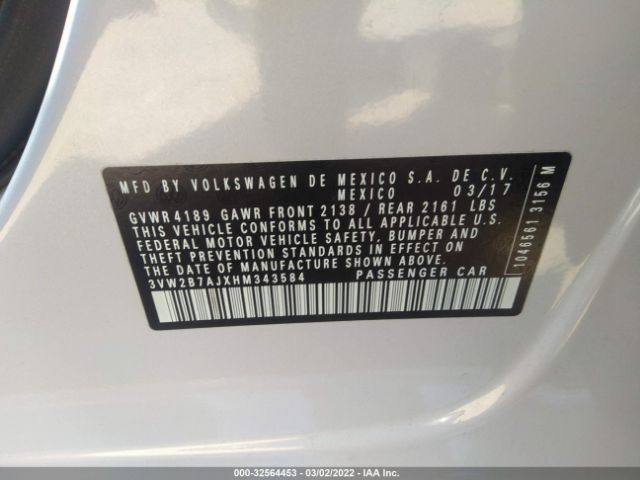 MFD BY VOLKSWAGEN DE MEXICO S.A. DE C.V.
MEXICO 03/17
GVWR 4189 GAWR FRONT 2138 / REAR 2161 LBS
THIS VEHICLE CONFORMS TO ALL APPLICABLE U.S.
FEDERAL MOTOR VEHICLE SAFETY, BUMPER AND
THEFT PREVENTION STANDARDS IN EFFECT ON
THE DATE OF MANUFACTURE SHOWN ABOVE.
3VW2B7AJXHM343584 PASSENGER CAR
1046561 3156 M
000-32564453 - 03/02/2022 - IAA Inc.